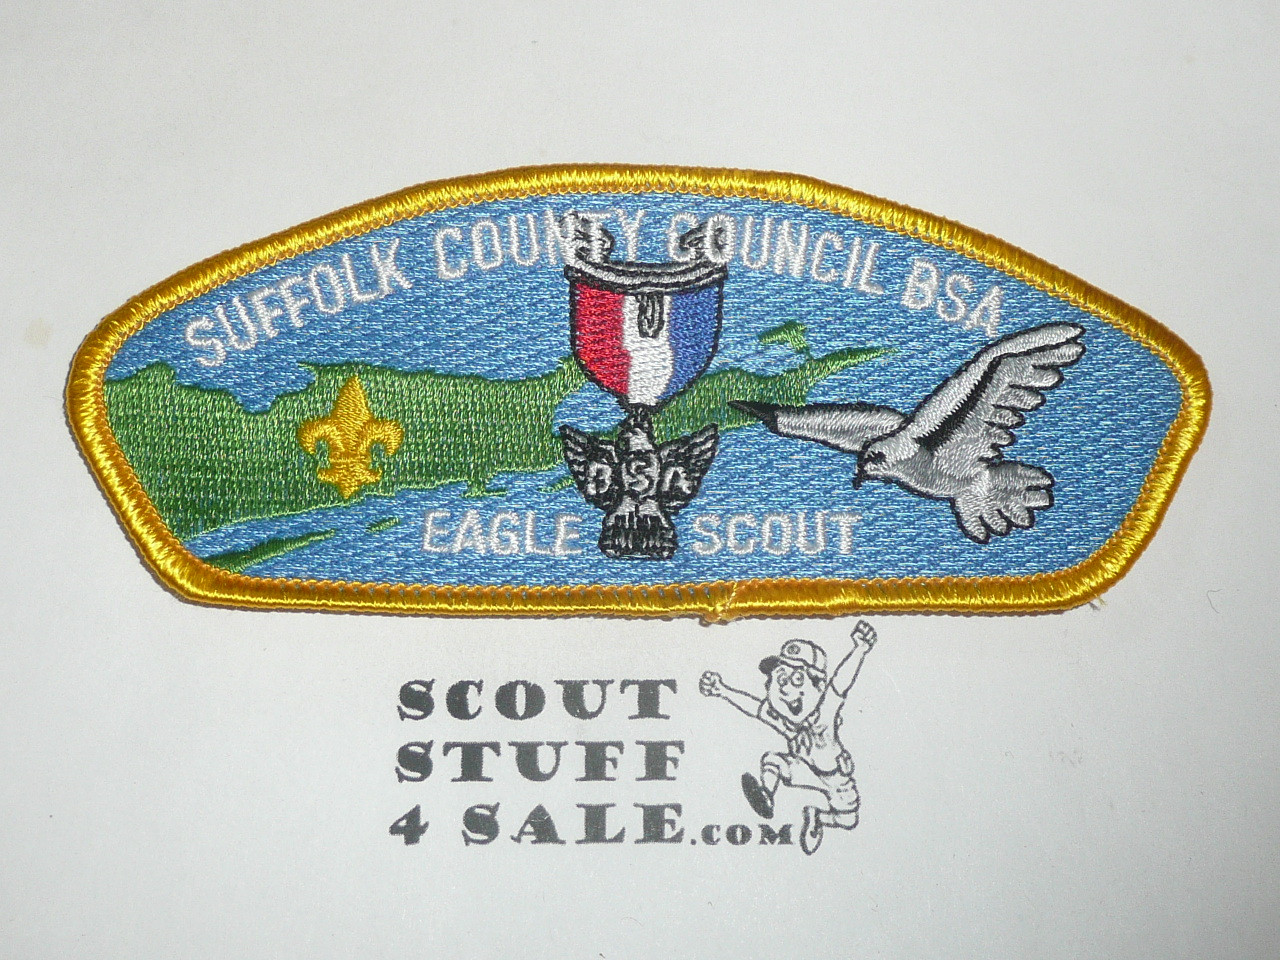 SUFFOLK COUNTY COUNCIL BSA
BSA
EAGLE SCOUT
SCOUT
STUFF
4 SALE.COM